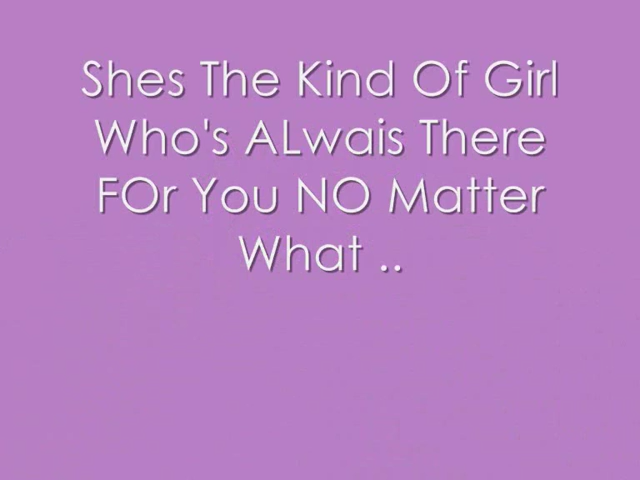 Shes The Kind Of Girl
Who's ALwais There
FOr You NO Matter
What ..